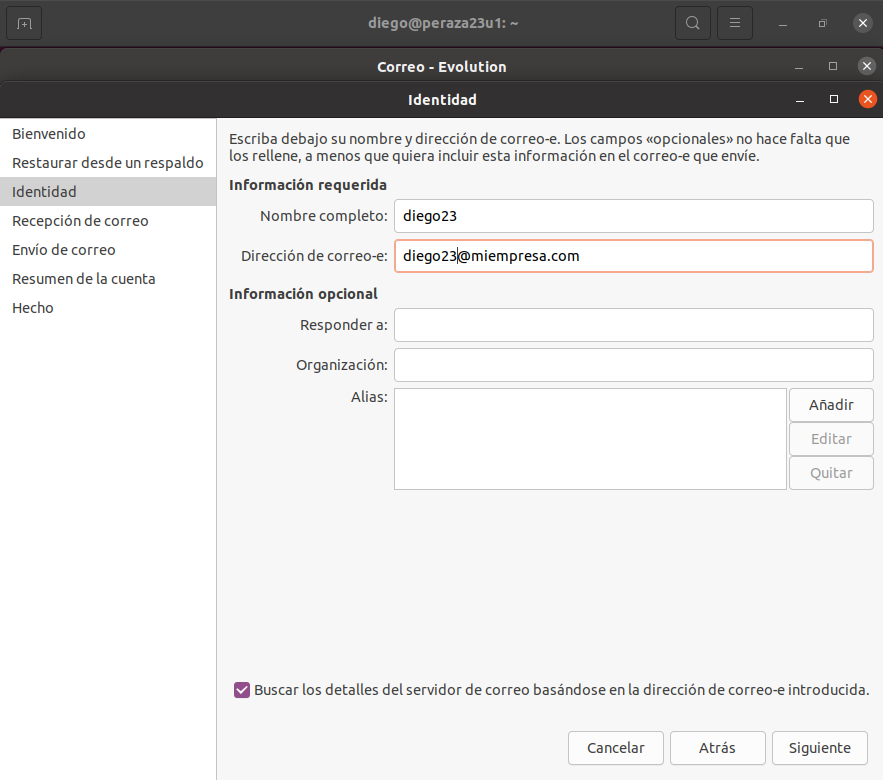 diego@peraza23u1: ~
Correo - Evolution
Identidad
Bienvenido
Restaurar desde un respaldo
Identidad
Recepción de correo
Envío de correo
Resumen de la cuenta
Hecho
Escriba debajo su nombre y dirección de correo-e. Los campos «opcionales» no hace falta que
los rellene, a menos que quiera incluir esta información en el correo-e que envíe.
Información requerida
Nombre completo: diego23
Dirección de correo-e: diego23@miempresa.com
Información opcional
Responder a:
Organización:
Alias:
Añadir
Editar
Quitar
Buscar los detalles del servidor de correo basándose en la dirección de correo-e introducida.
Cancelar Atrás Siguiente